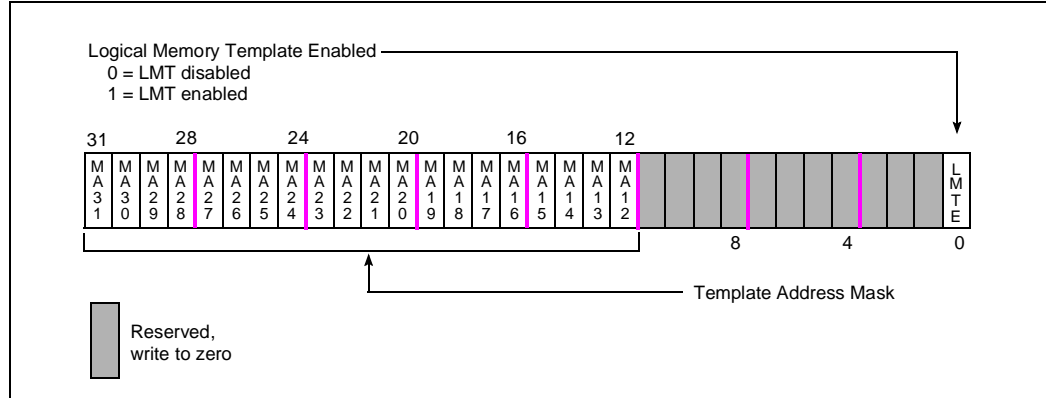 Logical Memory Template Enabled
0 = LMT disabled
1 = LMT enabled
31 28 24 20 16 12
MA31 MA30 MA29 MA28 MA27 MA26 MA25 MA24 MA23 MA22 MA21 MA20 MA19 MA18 MA17 MA16 MA15 MA14 MA13 MA12 LMTE
8 4 0
Template Address Mask
Reserved,
write to zero